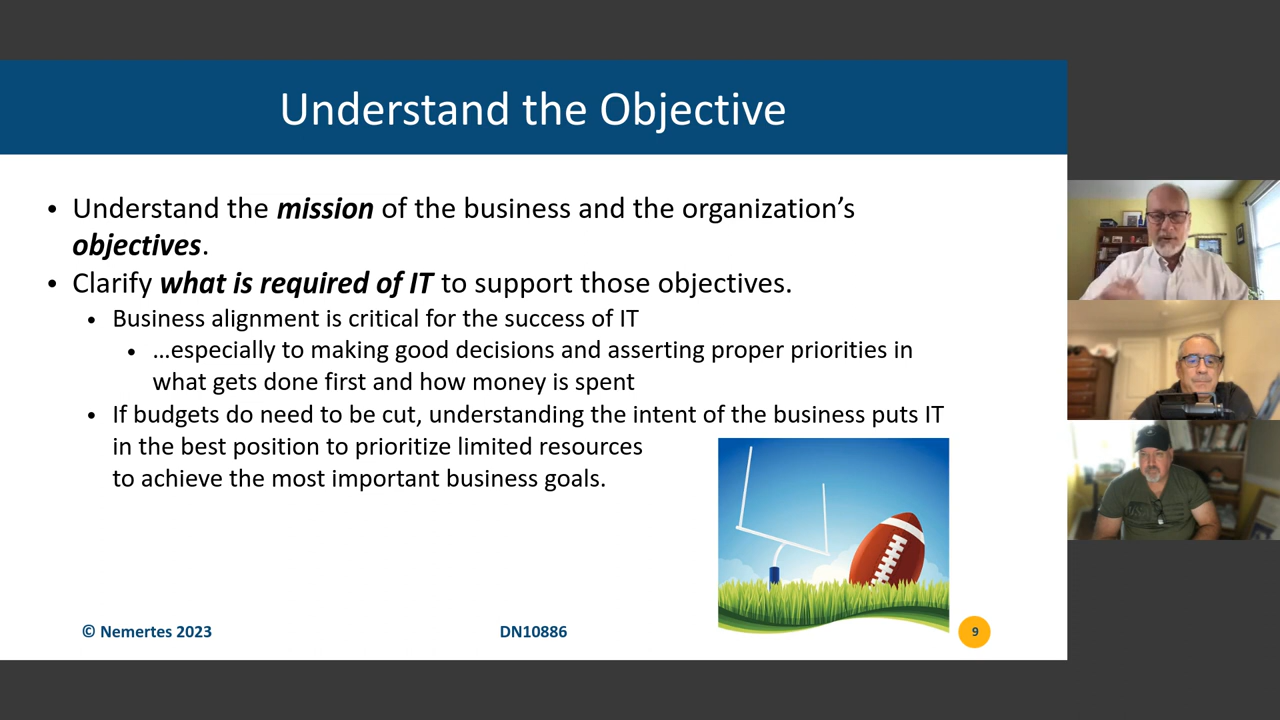 Understand the Objective
• Understand the mission of the business and the organization’s
objectives.
• Clarify what is required of IT to support those objectives.
• Business alignment is critical for the success of IT
• …especially to making good decisions and asserting proper priorities in
what gets done first and how money is spent
• If budgets do need to be cut, understanding the intent of the business puts IT
in the best position to prioritize limited resources
to achieve the most important business goals.
© Nemertes 2023
DN10886
9